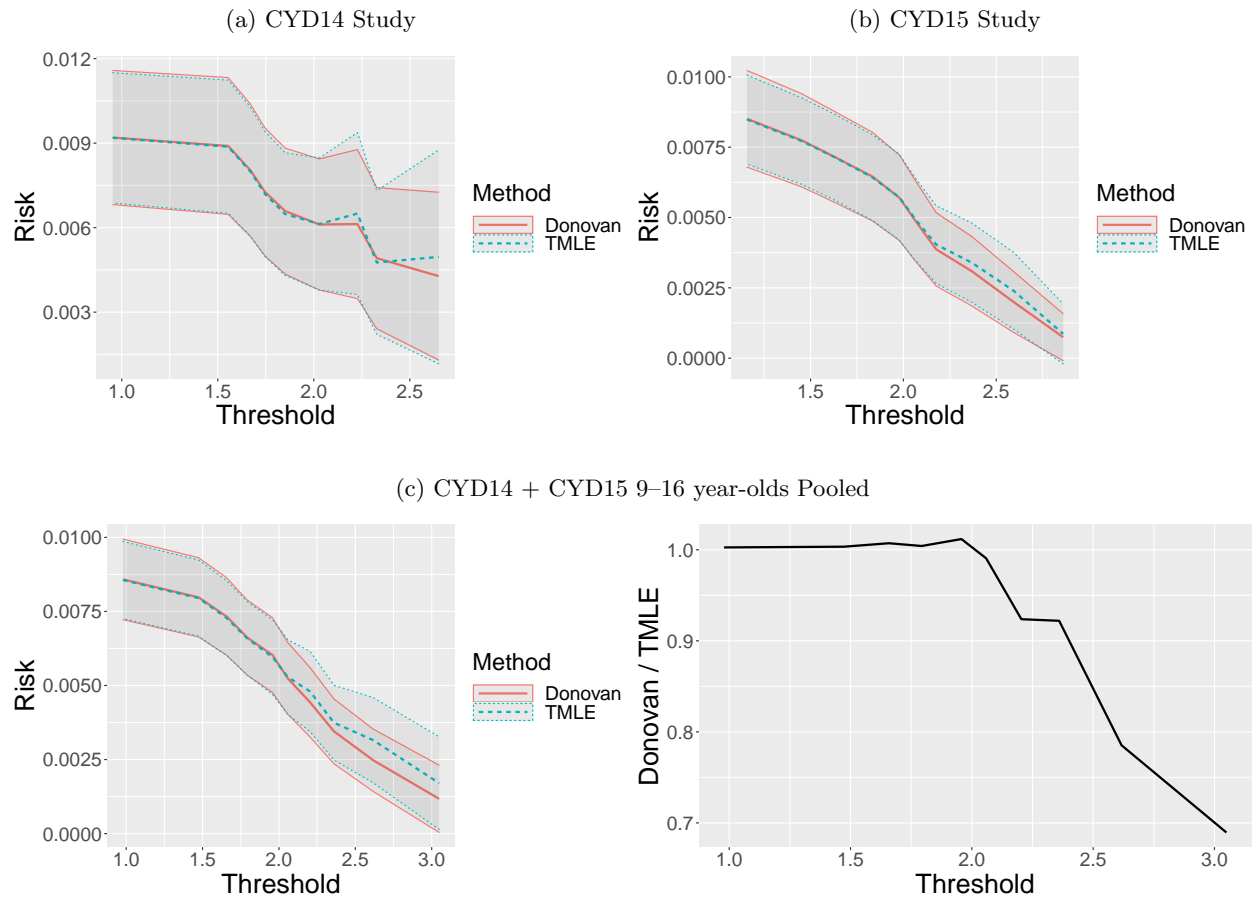 (a) CYD14 Study
0.012
0.009
0.006
0.003
Risk
1.0 1.5 2.0 2.5
Threshold
Method
Donovan
TMLE
(b) CYD15 Study
0.0100
0.0075
0.0050
0.0025
0.0000
Risk
1.5 2.0 2.5
Threshold
Method
Donovan
TMLE
(c) CYD14 + CYD15 9–16 year-olds Pooled
0.0100
0.0075
0.0050
0.0025
0.0000
Risk
1.0 1.5 2.0 2.5 3.0
Threshold
Method
Donovan
TMLE
1.0
0.9
0.8
0.7
Donovan / TMLE
1.0 1.5 2.0 2.5 3.0
Threshold